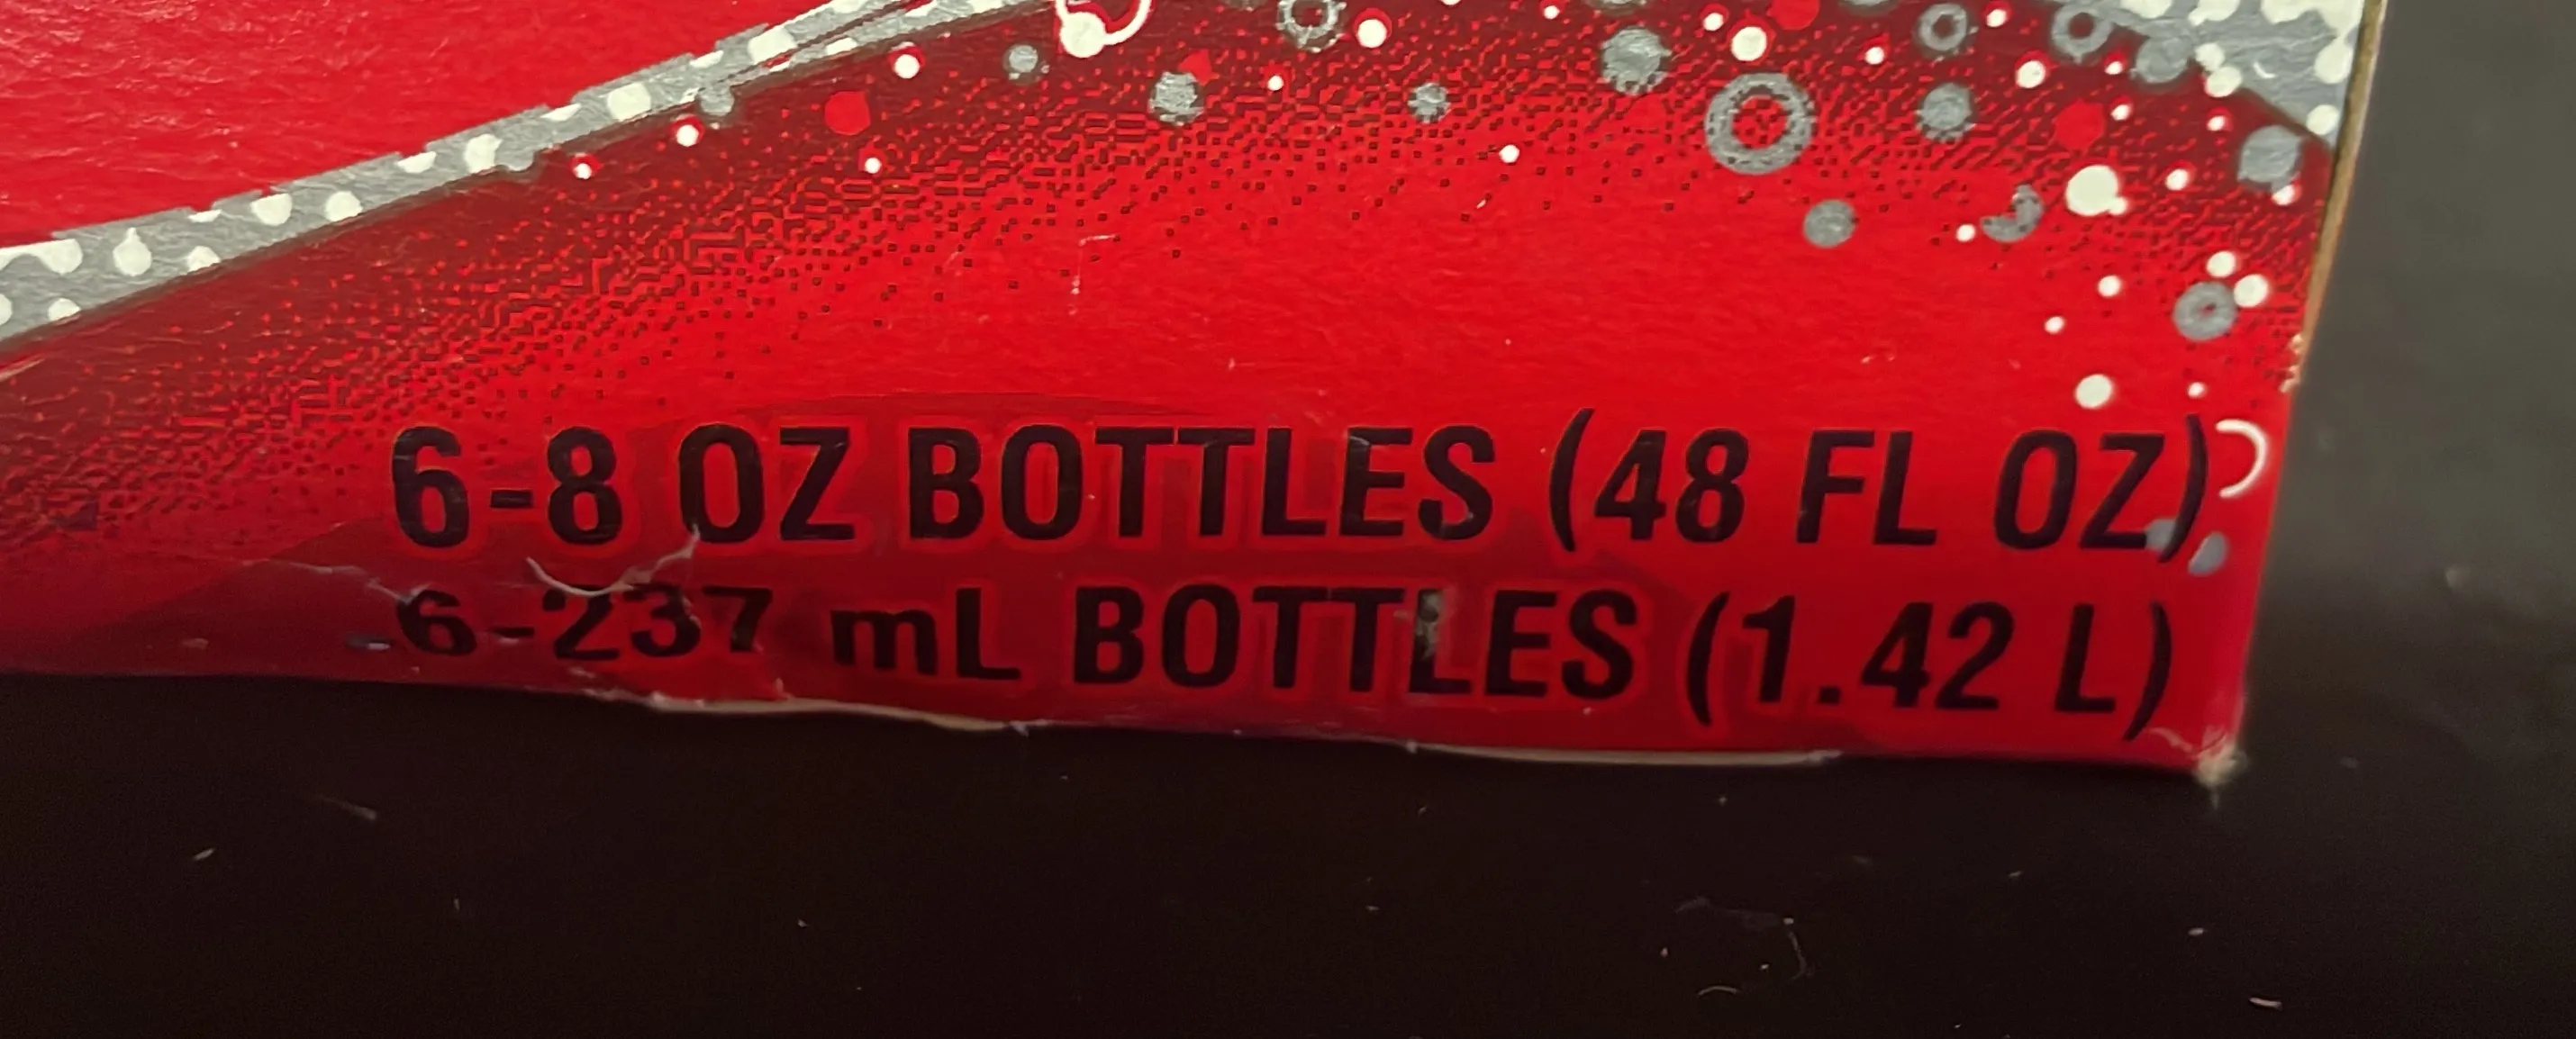 6-8 OZ BOTTLES (48 FL OZ)
6-237 mL BOTTLES (1.42 L)